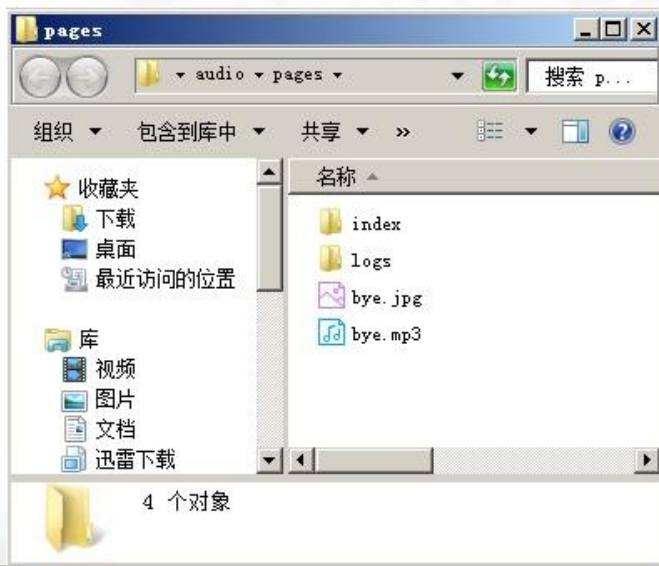 pages
audio pages
搜索 p...
组织 包含到库中 共享 »
名称
收藏夹
下载
桌面
最近访问的位置
库
视频
图片
文档
迅雷下载
index
logs
bye.jpg
bye.mp3
4 个对象